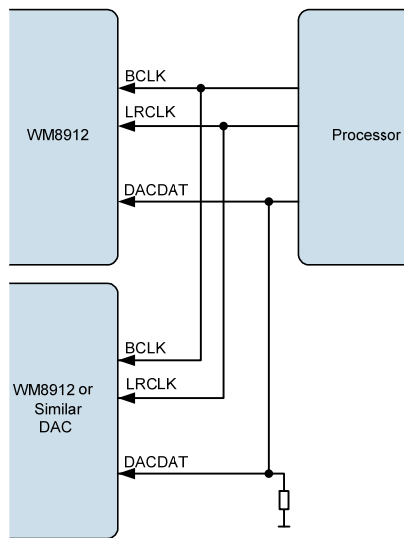 BCLK
LRCLK
WM8912
Processor
DACDAT
BCLK
LRCLK
WM8912 or
Similar
DAC
DACDAT